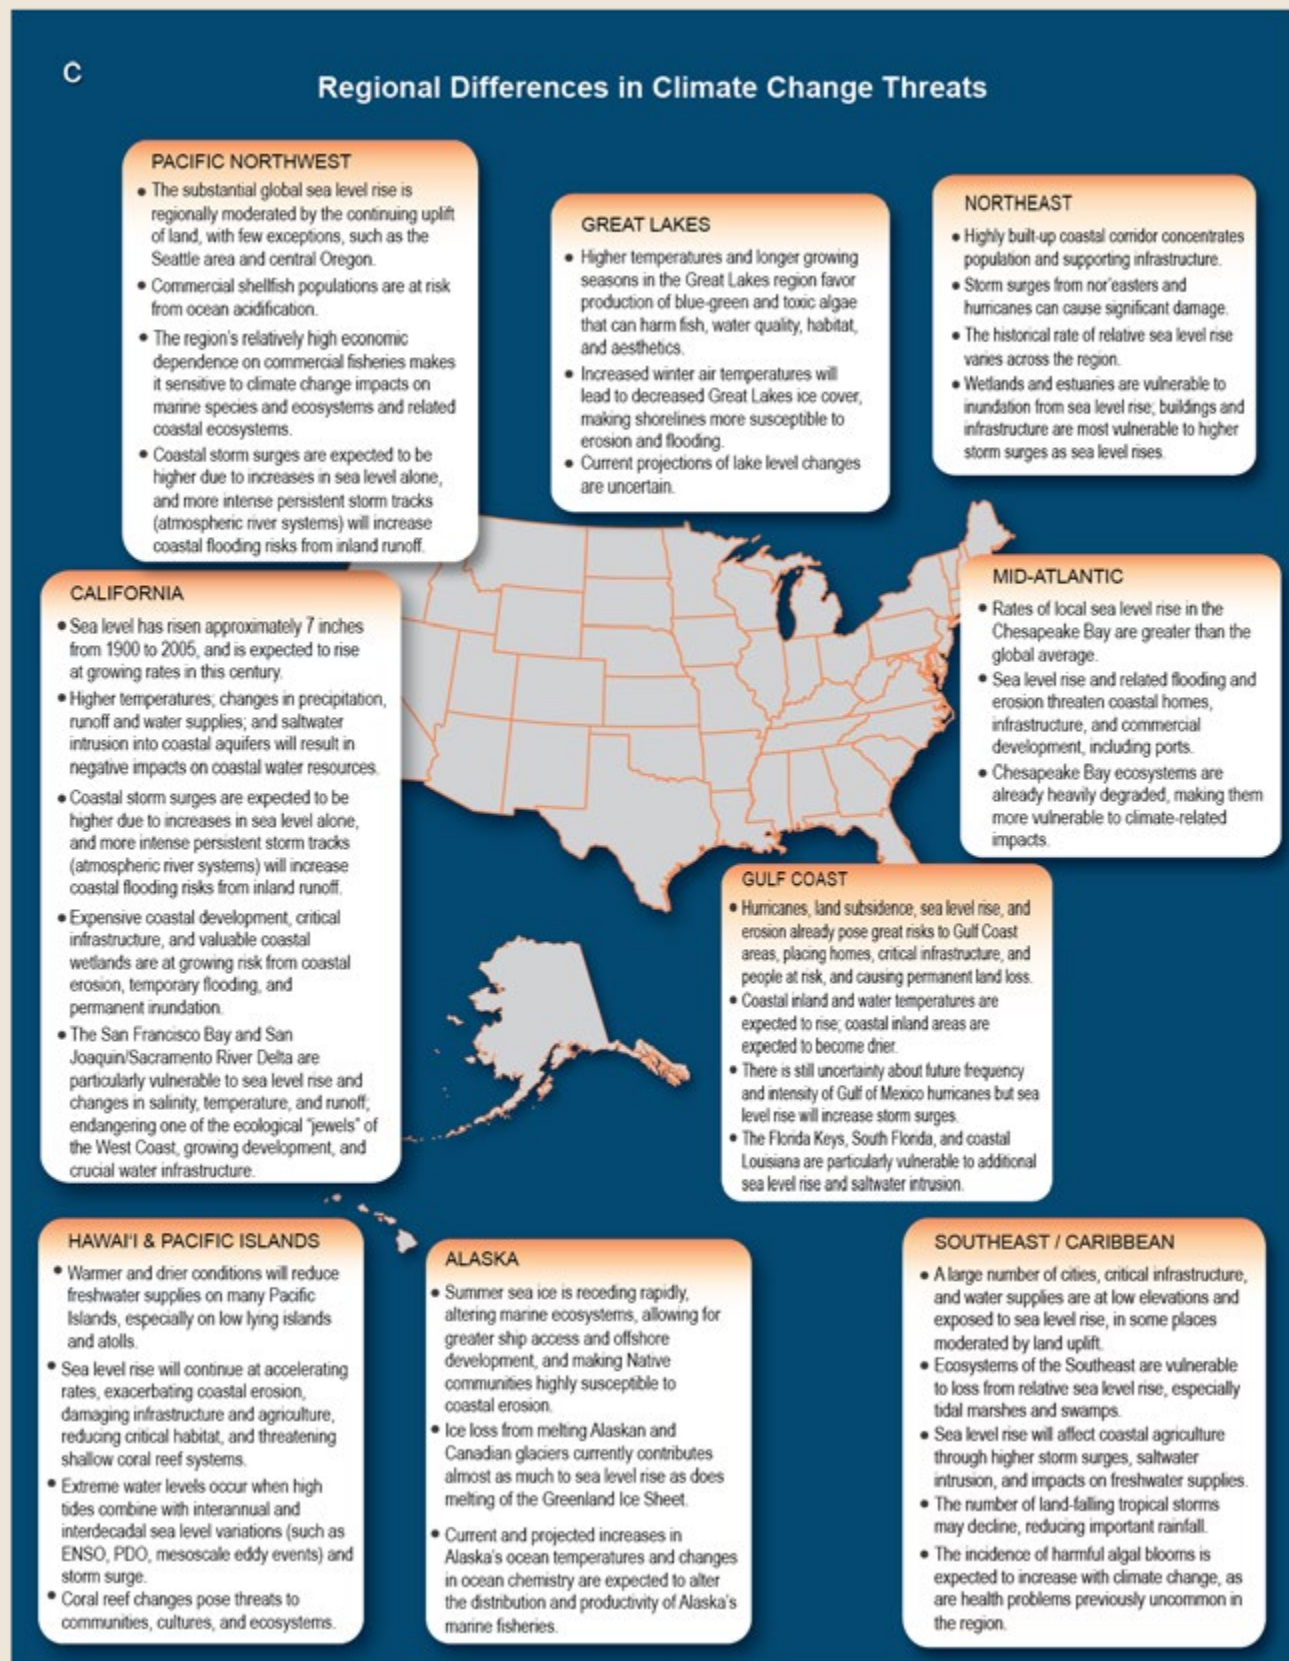 C
Regional Differences in Climate Change Threats
PACIFIC NORTHWEST
• The substantial global sea level rise is
regionally moderated by the continuing uplift
of land, with few exceptions, such as the
Seattle area and central Oregon.
• Commercial shellfish populations are at risk
from ocean acidification.
• The region's relatively high economic
dependence on commercial fisheries makes
it sensitive to climate change impacts on
marine species and ecosystems and related
coastal ecosystems.
• Coastal storm surges are expected to be
higher due to increases in sea level alone,
and more intense persistent storm tracks
(atmospheric river systems) will increase
coastal flooding risks from inland runoff.
GREAT LAKES
• Higher temperatures and longer growing
seasons in the Great Lakes region favor
production of blue-green and toxic algae
that can harm fish, water quality, habitat,
and aesthetics.
• Increased winter air temperatures will
lead to decreased Great Lakes ice cover,
making shorelines more susceptible to
erosion and flooding.
• Current projections of lake level changes
are uncertain.
NORTHEAST
• Highly built-up coastal corridor concentrates
population and supporting infrastructure.
• Storm surges from nor'easters and
hurricanes can cause significant damage.
• The historical rate of relative sea level rise
varies across the region.
• Wetlands and estuaries are vulnerable to
inundation from sea level rise; buildings and
infrastructure are most vulnerable to higher
storm surges as sea level rises.
CALIFORNIA
• Sea level has risen approximately 7 inches
from 1900 to 2005, and is expected to rise
at growing rates in this century.
• Higher temperatures; changes in precipitation,
runoff and water supplies; and saltwater
intrusion into coastal aquifers will result in
negative impacts on coastal water resources.
• Coastal storm surges are expected to be
higher due to increases in sea level alone,
and more intense persistent storm tracks
(atmospheric river systems) will increase
coastal flooding risks from inland runoff.
• Expensive coastal development, critical
infrastructure, and valuable coastal
wetlands are at growing risk from coastal
erosion, temporary flooding, and
permanent inundation.
• The San Francisco Bay and San
Joaquin/Sacramento River Delta are
particularly vulnerable to sea level rise and
changes in salinity, temperature, and runoff;
endangering one of the ecological "jewels" of
the West Coast, growing development, and
crucial water infrastructure.
MID-ATLANTIC
• Rates of local sea level rise in the
Chesapeake Bay are greater than the
global average.
• Sea level rise and related flooding and
erosion threaten coastal homes,
infrastructure, and commercial
development, including ports.
• Chesapeake Bay ecosystems are
already heavily degraded, making them
more vulnerable to climate-related
impacts.
GULF COAST
• Hurricanes, land subsidence, sea level rise, and
erosion already pose great risks to Gulf Coast
areas, placing homes, critical infrastructure, and
people at risk, and causing permanent land loss.
• Coastal inland and water temperatures are
expected to rise; coastal inland areas are
expected to become drier.
• There is still uncertainty about future frequency
and intensity of Gulf of Mexico hurricanes but sea
level rise will increase storm surges.
• The Florida Keys, South Florida, and coastal
Louisiana are particularly vulnerable to additional
sea level rise and saltwater intrusion.
HAWAI'I & PACIFIC ISLANDS
• Warmer and drier conditions will reduce
freshwater supplies on many Pacific
Islands, especially on low lying islands
and atolls.
• Sea level rise will continue at accelerating
rates, exacerbating coastal erosion,
damaging infrastructure and agriculture,
reducing critical habitat, and threatening
shallow coral reef systems.
• Extreme water levels occur when high
tides combine with interannual and
interdecadal sea level variations (such as
ENSO, PDO, mesoscale eddy events) and
storm surge.
• Coral reef changes pose threats to
communities, cultures, and ecosystems.
ALASKA
• Summer sea ice is receding rapidly,
altering marine ecosystems, allowing for
greater ship access and offshore
development, and making Native
communities highly susceptible to
coastal erosion.
• Ice loss from melting Alaskan and
Canadian glaciers currently contributes
almost as much to sea level rise as does
melting of the Greenland Ice Sheet.
• Current and projected increases in
Alaska's ocean temperatures and changes
in ocean chemistry are expected to alter
the distribution and productivity of Alaska's
marine fisheries.
SOUTHEAST / CARIBBEAN
• A large number of cities, critical infrastructure,
and water supplies are at low elevations and
exposed to sea level rise, in some places
moderated by land uplift.
• Ecosystems of the Southeast are vulnerable
to loss from relative sea level rise, especially
tidal marshes and swamps.
• Sea level rise will affect coastal agriculture
through higher storm surges, saltwater
intrusion, and impacts on freshwater supplies.
• The number of land-falling tropical storms
may decline, reducing important rainfall.
• The incidence of harmful algal blooms is
expected to increase with climate change, as
are health problems previously uncommon in
the region.